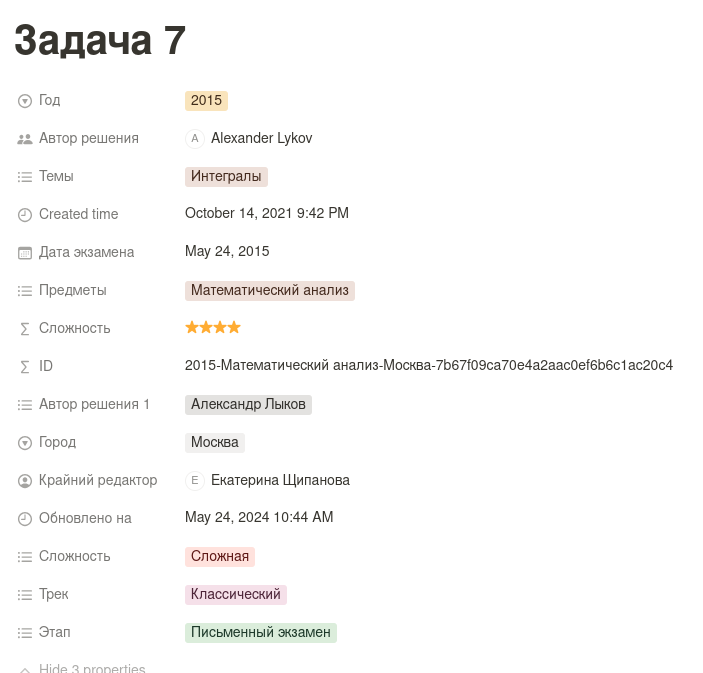 Задача 7
Год 2015
Автор решения A Alexander Lykov
Темы Интегралы
Created time October 14, 2021 9:42 PM
Дата экзамена May 24, 2015
Предметы Математический анализ
Сложность ⭐⭐⭐⭐
ID 2015-Математический анализ-Москва-7b67f09ca70e4a2aac0ef6b6c1ac20c4
Автор решения 1 Александр Лыков
Город Москва
Крайний редактор E Екатерина Щипанова
Обновлено на May 24, 2024 10:44 AM
Сложность Сложная
Трек Классический
Этап Письменный экзамен
Hide 3 properties